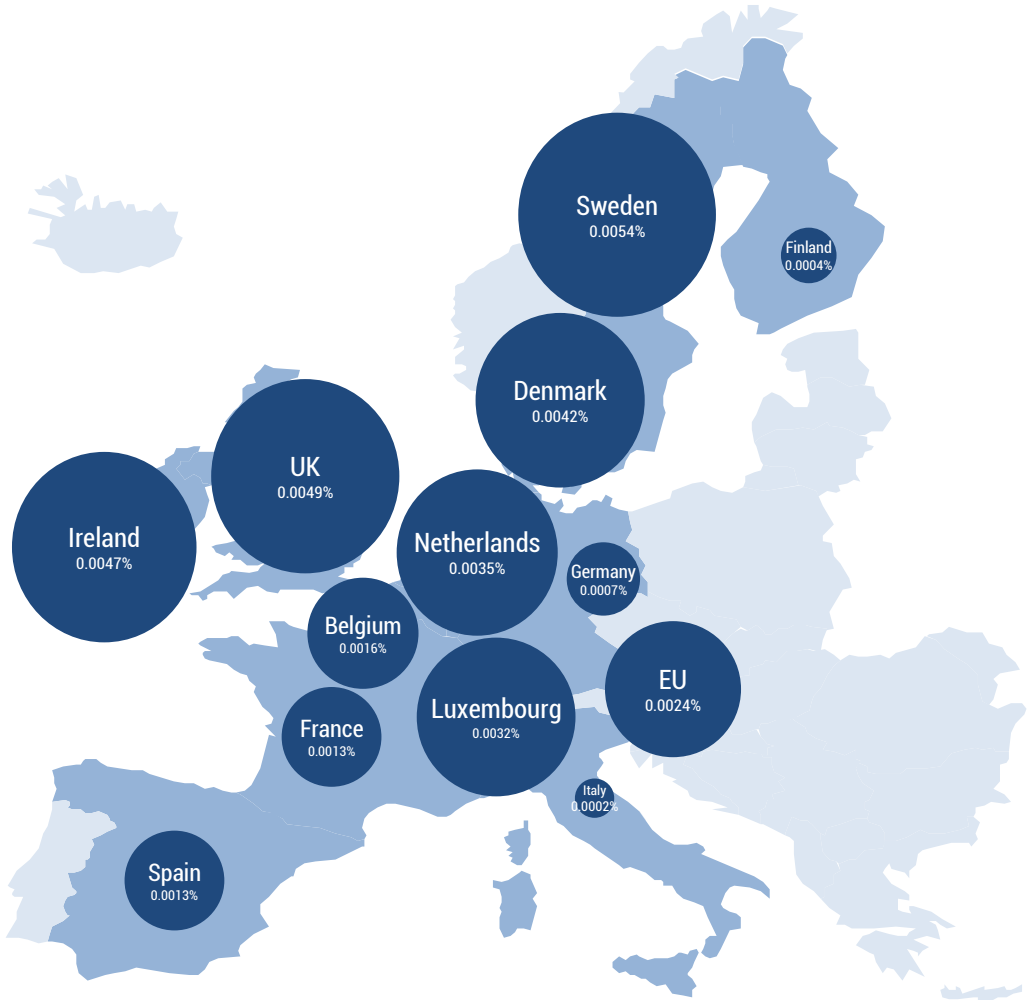 Sweden
0.0054%
Finland
0.0004%
Denmark
0.0042%
UK
0.0049%
Ireland
0.0047%
Netherlands
0.0035%
Germany
0.0007%
Belgium
0.0016%
EU
0.0024%
Luxembourg
0.0032%
France
0.0013%
Italy
0.0002%
Spain
0.0013%